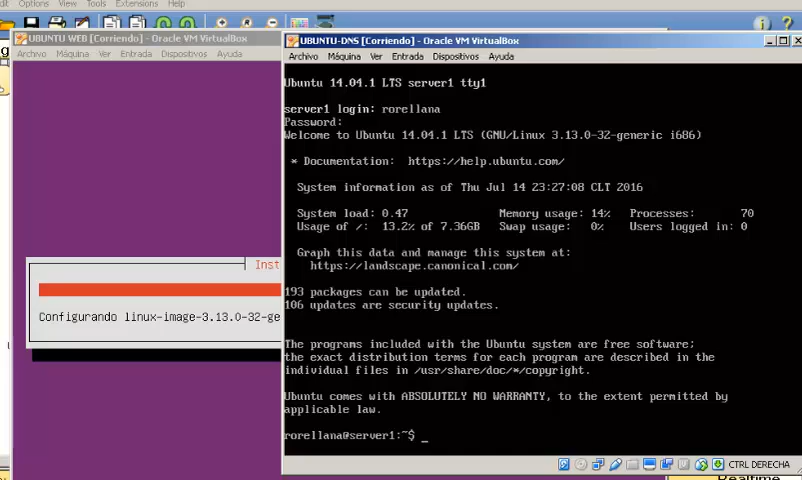 Options View Tools Extensions Help
UBUNTU WEB [Corriendo] - Oracle VM VirtualBox
Archivo Máquina Ver Entrada Dispositivos Ayuda
Inst
Configurando linux-image-3.13.0-32-ge
UBUNTU-DNS [Corriendo] - Oracle VM VirtualBox
Archivo Máquina Ver Entrada Dispositivos Ayuda
Ubuntu 14.04.1 LTS server1 tty1
server1 login: rorellana
Password:
Welcome to Ubuntu 14.04.1 LTS (GNU/Linux 3.13.0-32-generic i686)
* Documentation: https://help.ubuntu.com/
System information as of Thu Jul 14 23:27:08 CLT 2016
System load: 0.47 Memory usage: 14% Processes: 70
Usage of /: 13.2% of 7.36GB Swap usage: 0% Users logged in: 0
Graph this data and manage this system at:
https://landscape.canonical.com/
193 packages can be updated.
106 updates are security updates.
The programs included with the Ubuntu system are free software;
the exact distribution terms for each program are described in the
individual files in /usr/share/doc/*/copyright.
Ubuntu comes with ABSOLUTELY NO WARRANTY, to the extent permitted by
applicable law.
rorellana@server1:~$ _
CTRL DERECHA
Realtime